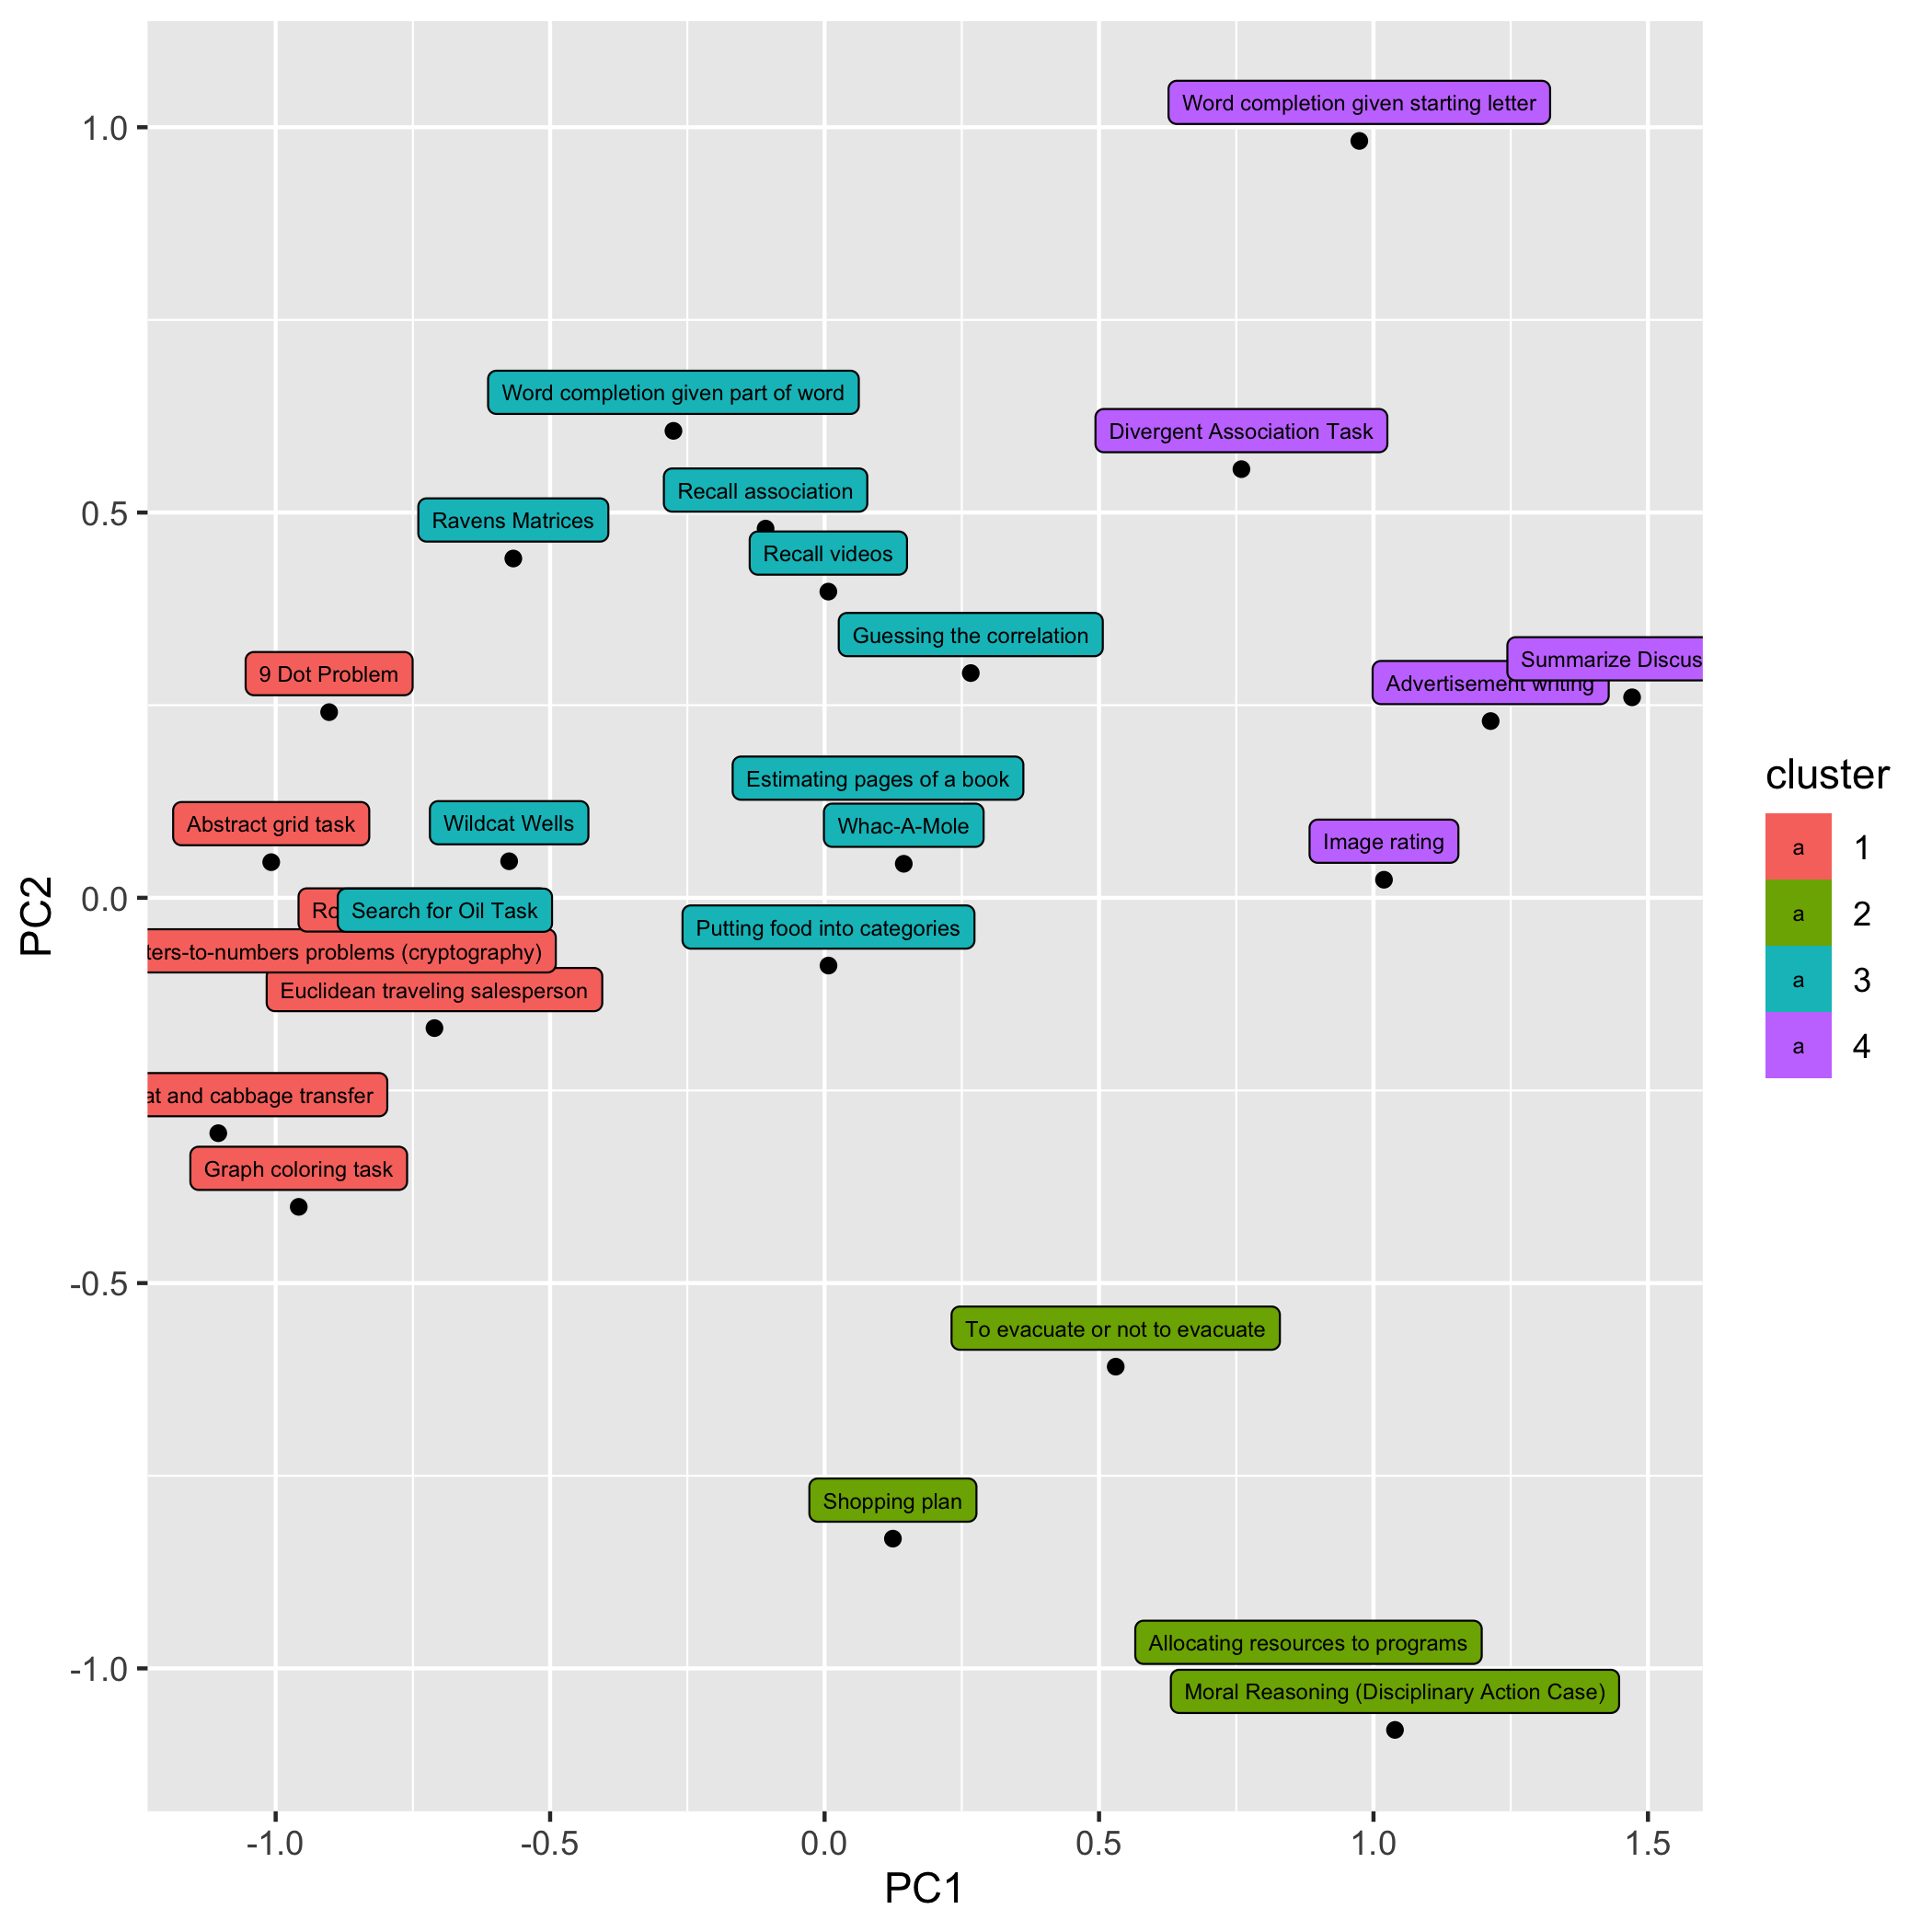 Word completion given starting letter
1.0
Word completion given part of word
Divergent Association Task
Recall association
0.5
Ravens Matrices
Recall videos
Guessing the correlation
Summarize Discus
9 Dot Problem
Advertisement writing
Estimating pages of a book
Abstract grid task
Wildcat Wells
Whac-A-Mole
Image rating
0.0
Search for Oil Task
Putting food into categories
ters-to-numbers problems (cryptography)
Euclidean traveling salesperson
at and cabbage transfer
Graph coloring task
-0.5
To evacuate or not to evacuate
Shopping plan
Allocating resources to programs
-1.0
Moral Reasoning (Disciplinary Action Case)
-1.0 -0.5 0.0 0.5 1.0 1.5
PC1
PC2
cluster
a 1
a 2
a 3
a 4